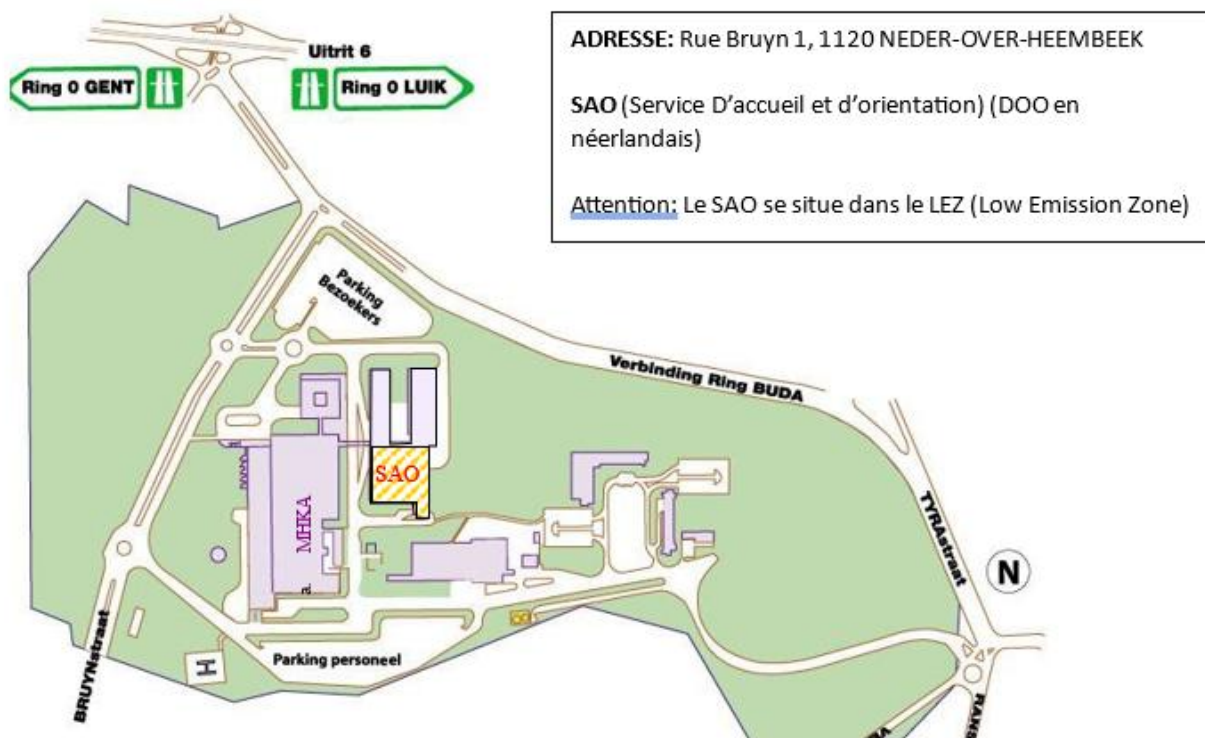 Uitrit 6
Ring 0 GENT
Ring 0 LUIK
ADRESSE: Rue Bruyn 1, 1120 NEDER-OVER-HEEMBEEK
SAO (Service D'accueil et d'orientation) (DOO en
néerlandais)
Attention: Le SAO se situe dans le LEZ (Low Emission Zone)
Parking
Bezoekers
Verbinding Ring BUDA
SAO
MHKA
a.
TYRAstraat
N
BRUYNstraat
Parking personeel
H
RANS